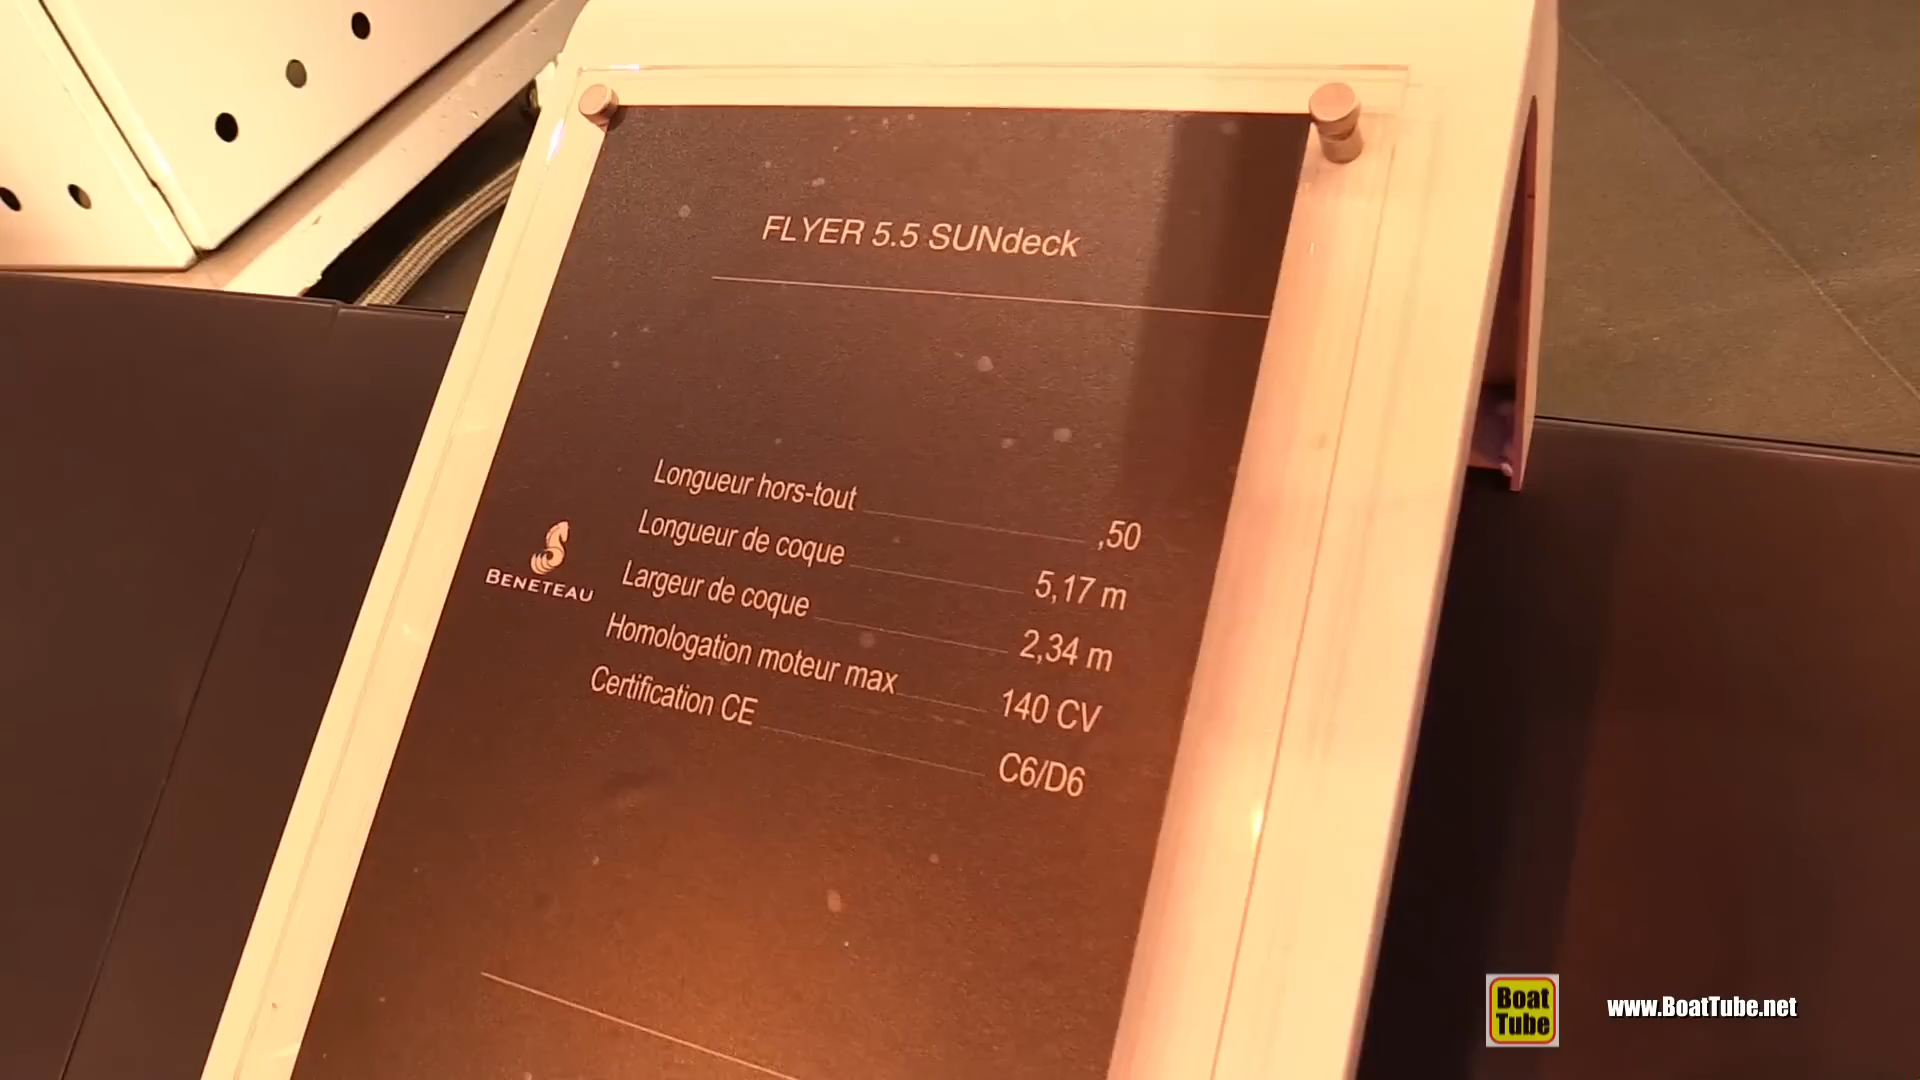 FLYER 5.5 SUNdeck
Longueur hors-tout ,50
Longueur de coque 5,17 m
Largeur de coque 2,34 m
Homologation moteur max 140 CV
Certification CE C6/D6
BENETEAU
Boat
Tube
www.BoatTube.net